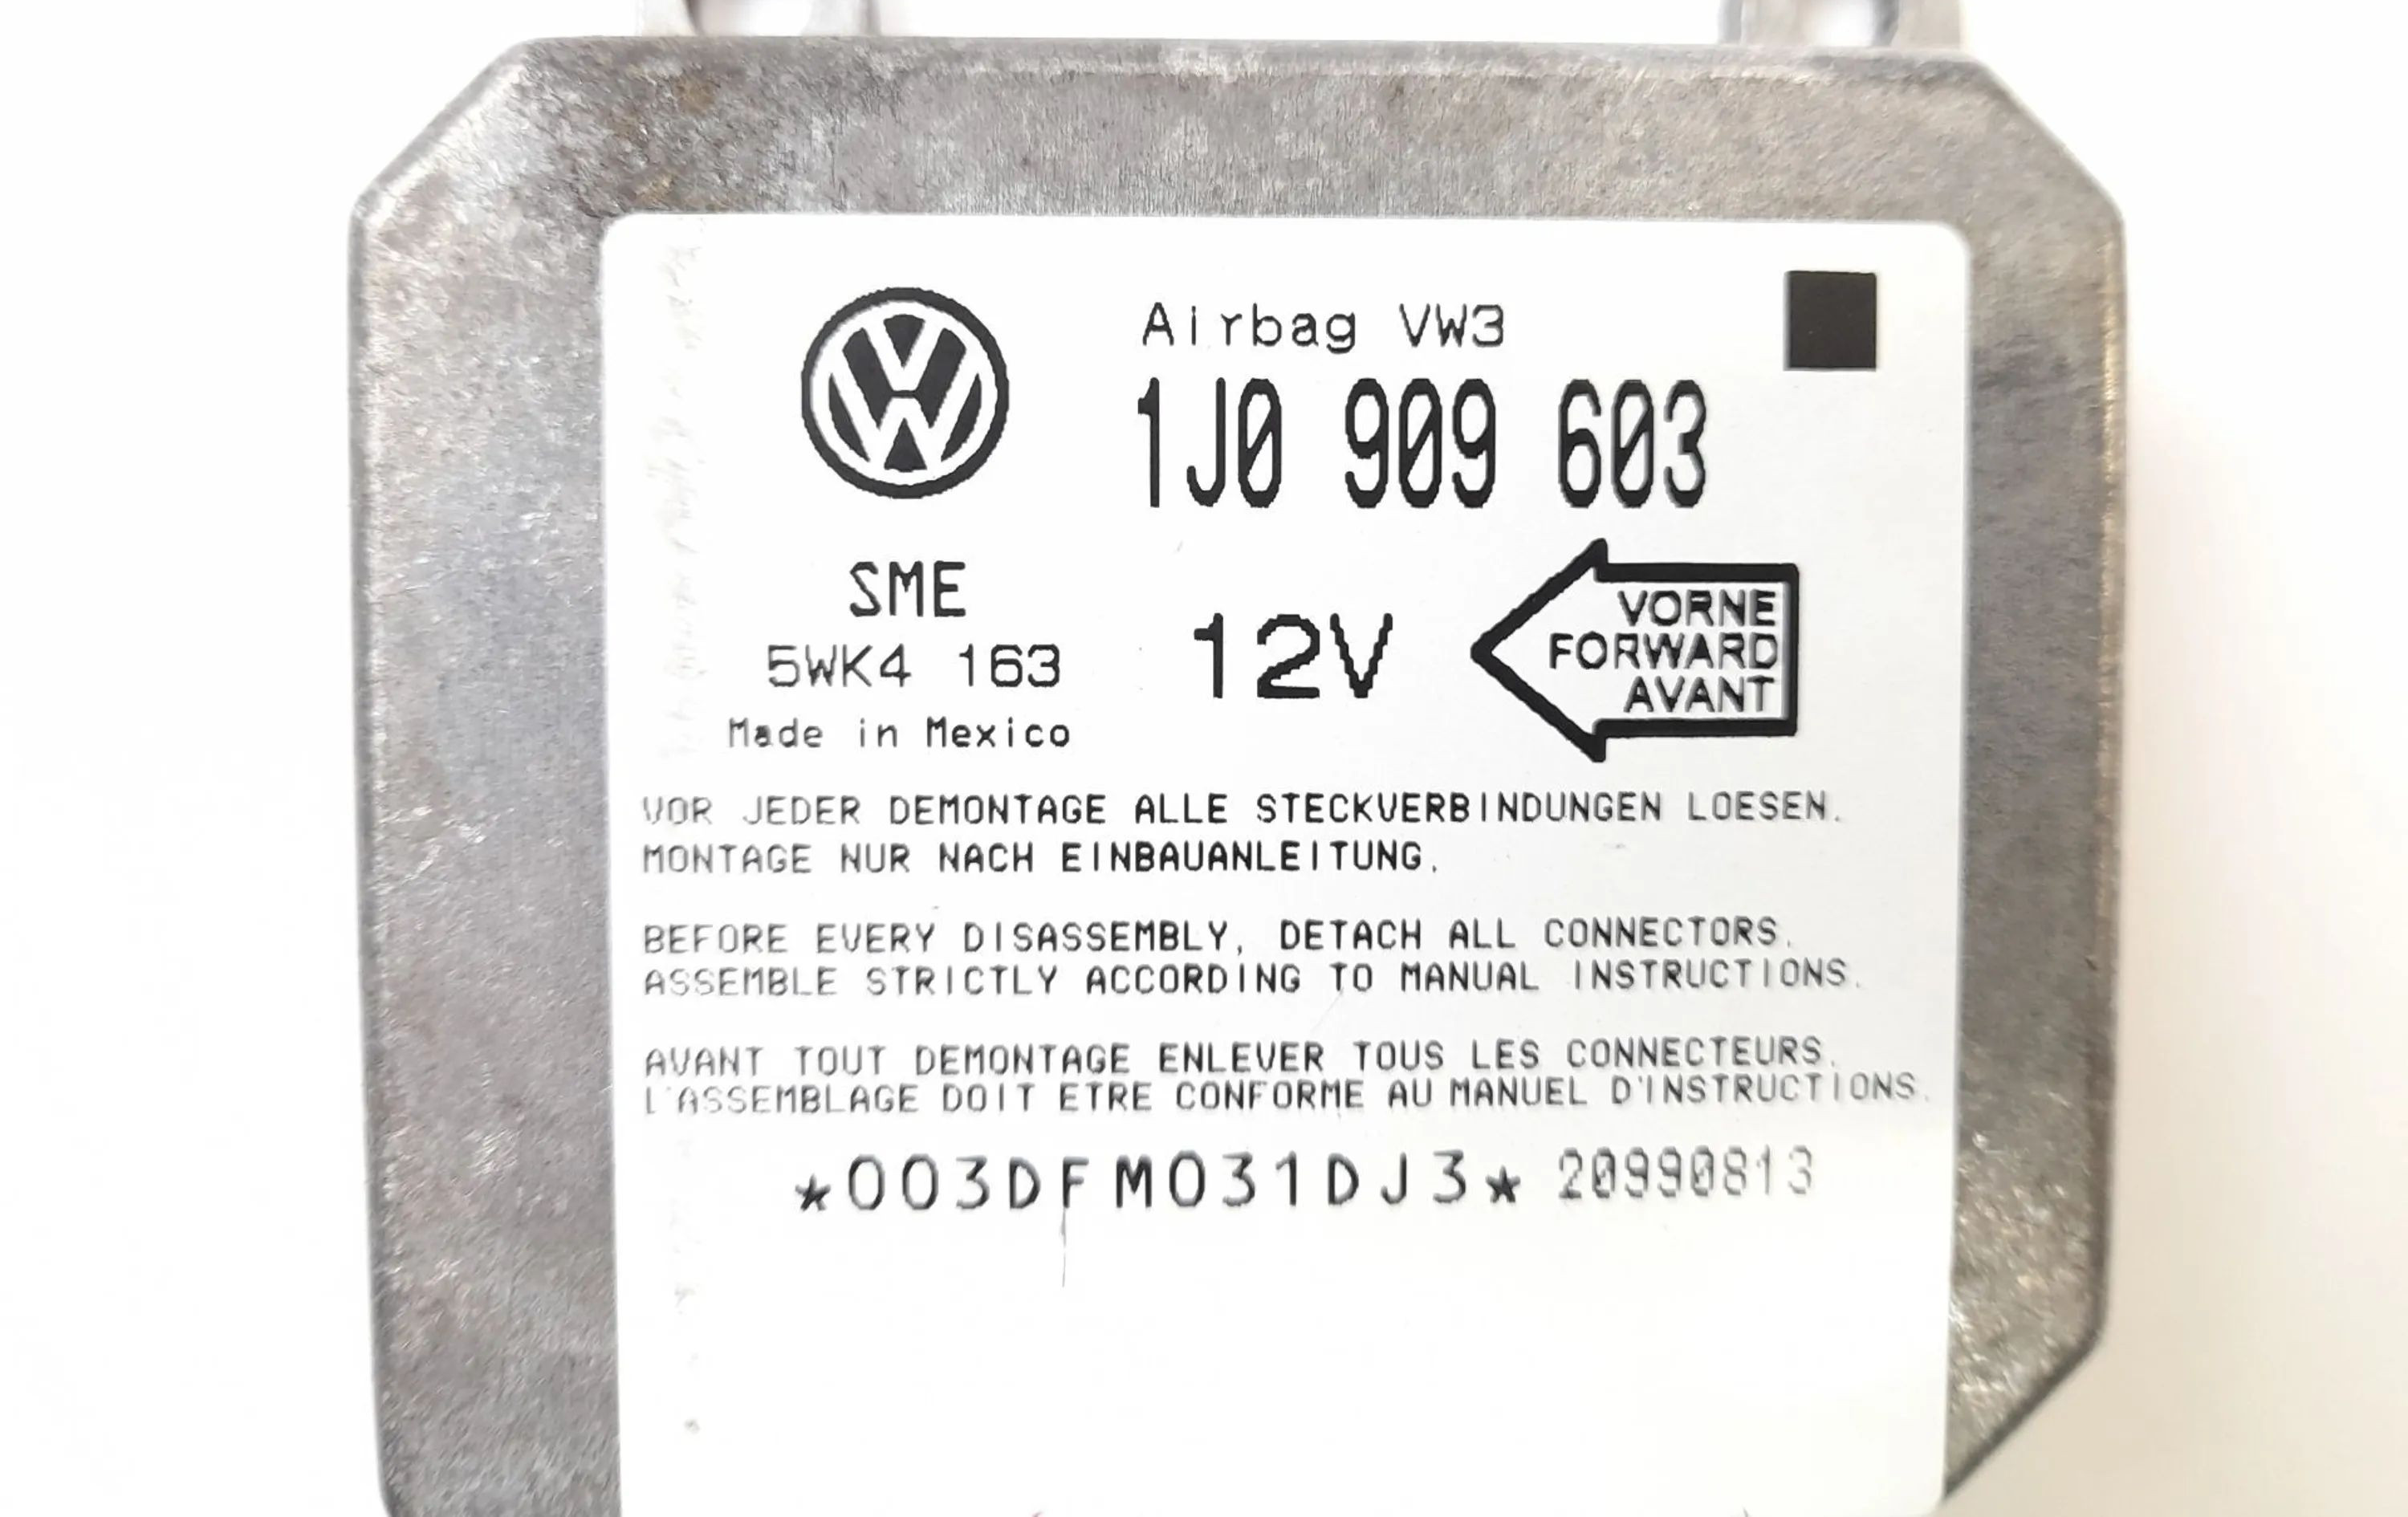 Airbag VW3
1J0 909 603
SME
5WK4 163
Made in Mexico
12V
VORNE
FORWARD
AVANT
VOR JEDER DEMONTAGE ALLE STECKVERBINDUNGEN LOESEN.
MONTAGE NUR NACH EINBAUANLEITUNG.
BEFORE EVERY DISASSEMBLY, DETACH ALL CONNECTORS.
ASSEMBLE STRICTLY ACCORDING TO MANUAL INSTRUCTIONS.
AVANT TOUT DEMONTAGE ENLEVER TOUS LES CONNECTEURS.
L'ASSEMBLAGE DOIT ETRE CONFORME AU MANUEL D'INSTRUCTIONS.
*003DFM031DJ3* 20990813